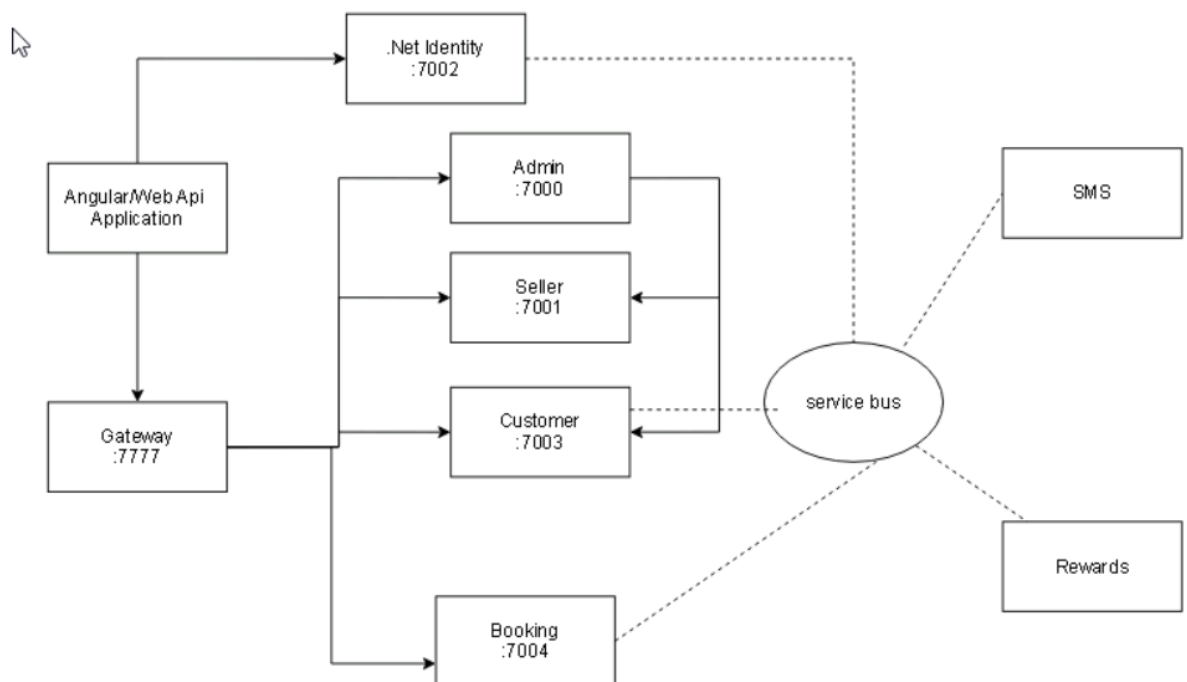 .Net Identity
:7002
Admin
:7000
Angular/Web Api
Application
SMS
Seller
:7001
service bus
Customer
:7003
Gateway
:7777
Rewards
Booking
:7004